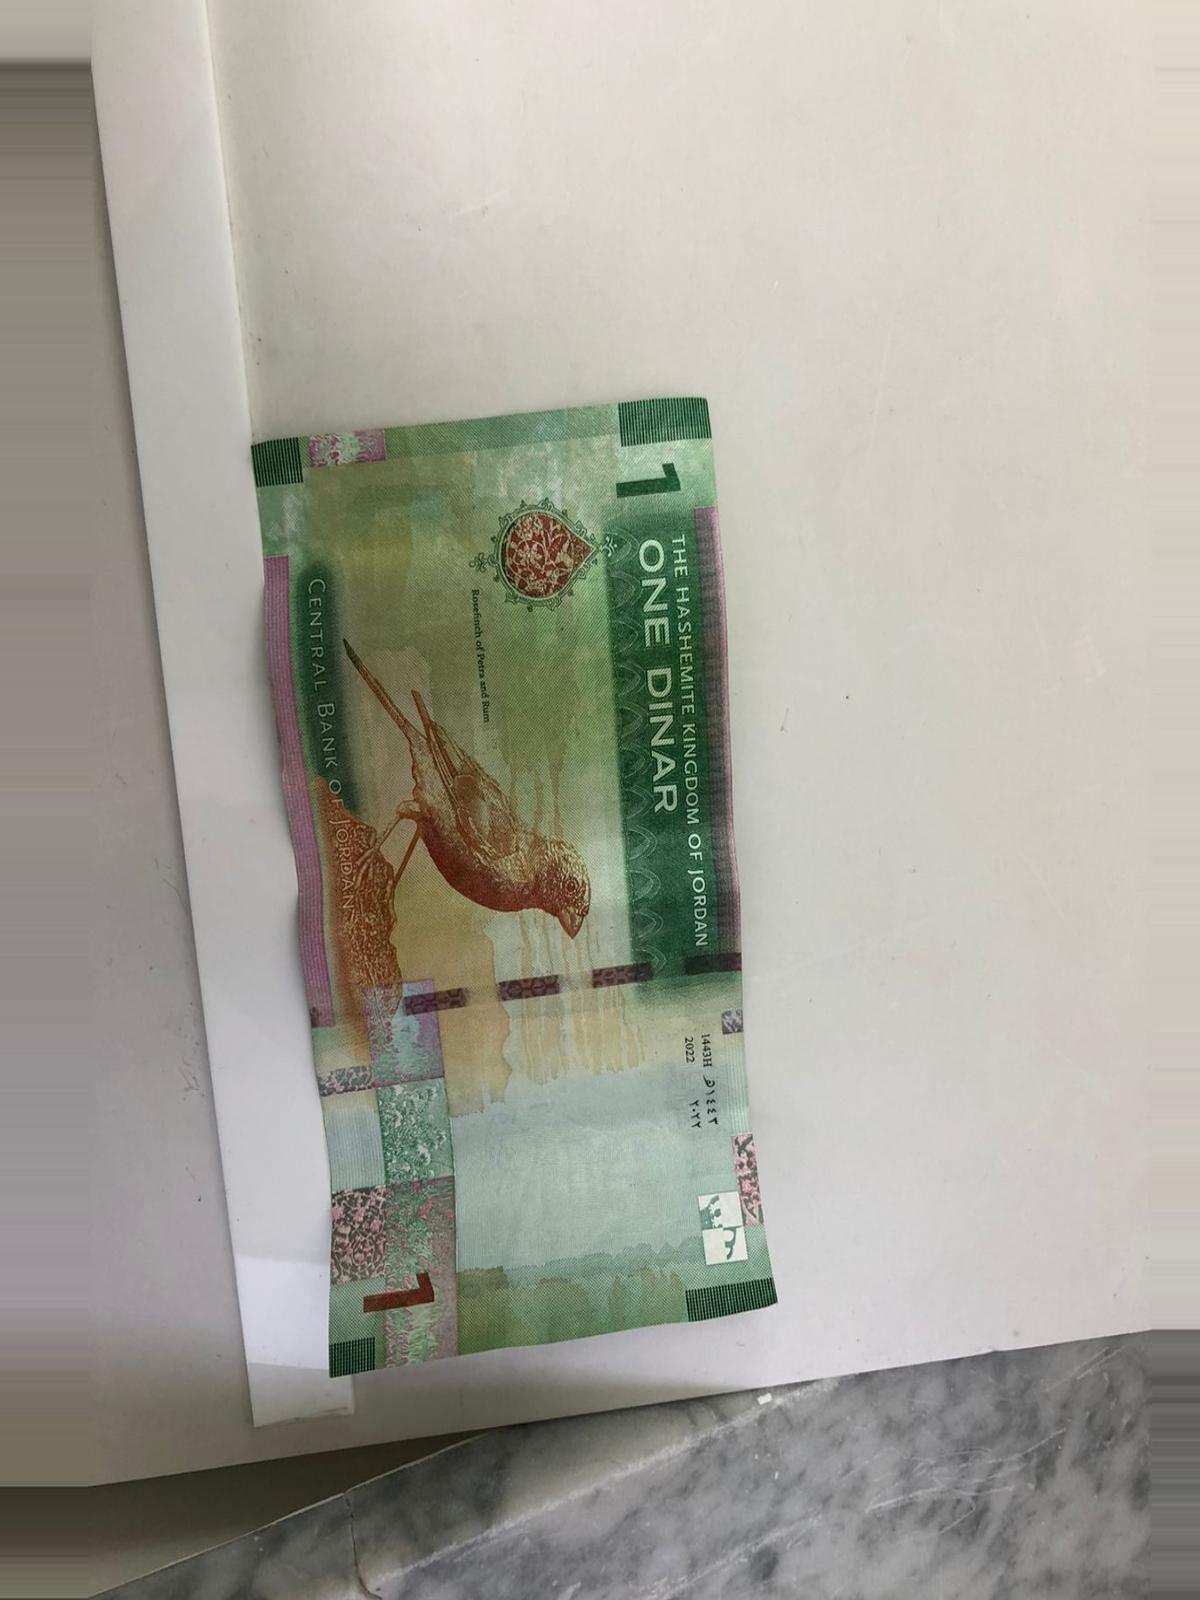 1
THE HASHEMITE KINGDOM OF JORDAN
ONE DINAR
1443H ١٤٤٣هـ
2022 ٢٠٢٢
Rosefinch of Petra and Rum
CENTRAL BANK OF JORDAN
1